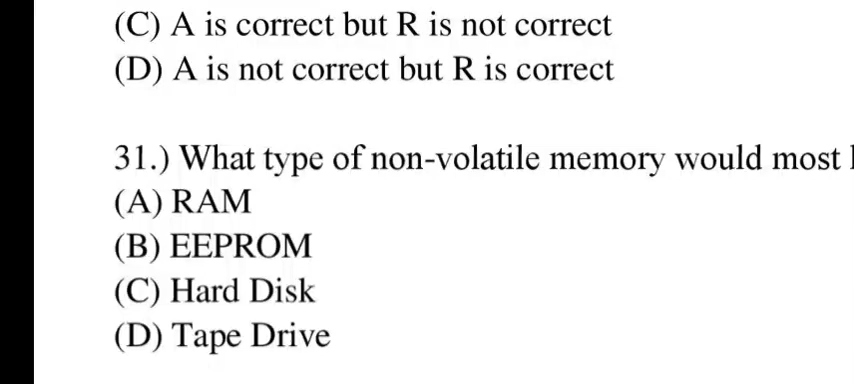 (C) A is correct but R is not correct
(D) A is not correct but R is correct
31.) What type of non-volatile memory would most
(A) RAM
(B) EEPROM
(C) Hard Disk
(D) Tape Drive